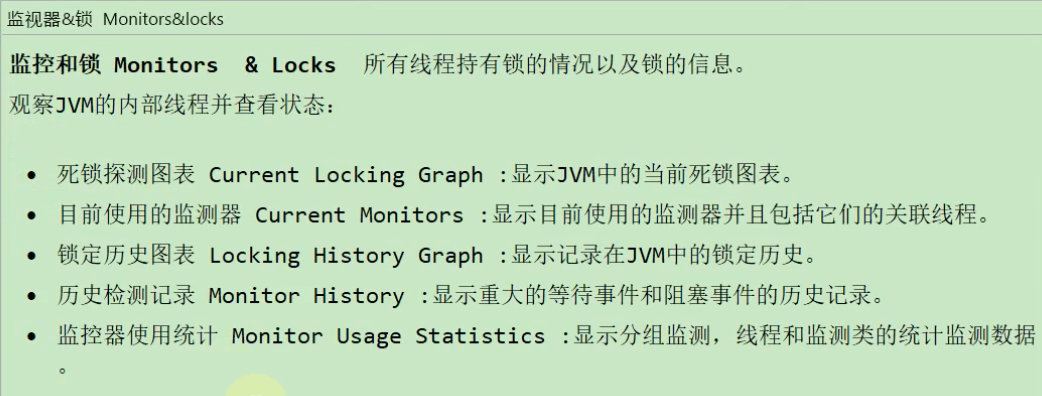 监视器&锁 Monitors&locks
监控和锁 Monitors & Locks 所有线程持有锁的情况以及锁的信息。
观察JVM的内部线程并查看状态：
• 死锁探测图表 Current Locking Graph :显示JVM中的当前死锁图表。
• 目前使用的监测器 Current Monitors :显示目前使用的监测器并且包括它们的关联线程。
• 锁定历史图表 Locking History Graph :显示记录在JVM中的锁定历史。
• 历史检测记录 Monitor History :显示重大的等待事件和阻塞事件的历史记录。
• 监控器使用统计 Monitor Usage Statistics :显示分组监测，线程和监测类的统计监测数据
。